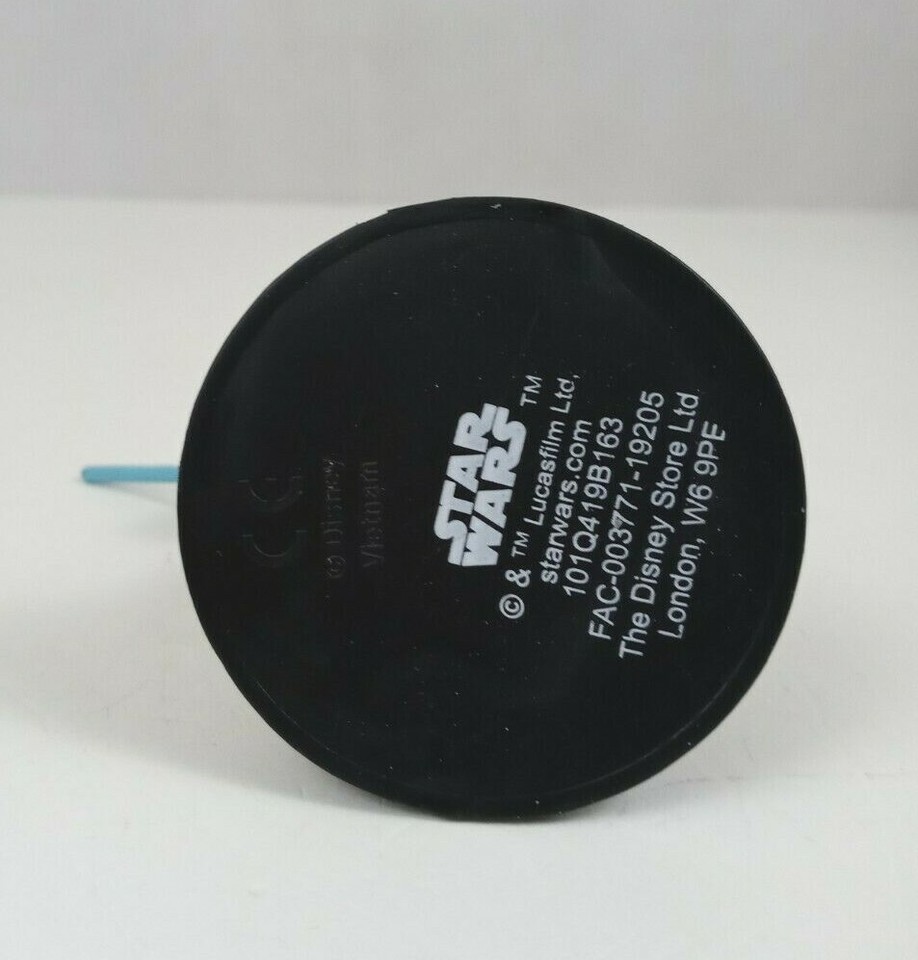 CE
© Disney
Vietnam
STAR
WARS
TM
© & TM Lucasfilm Ltd,
starwars.com
101Q419B163
FAC-003771-19205
The Disney Store Ltd
London, W6 9PE